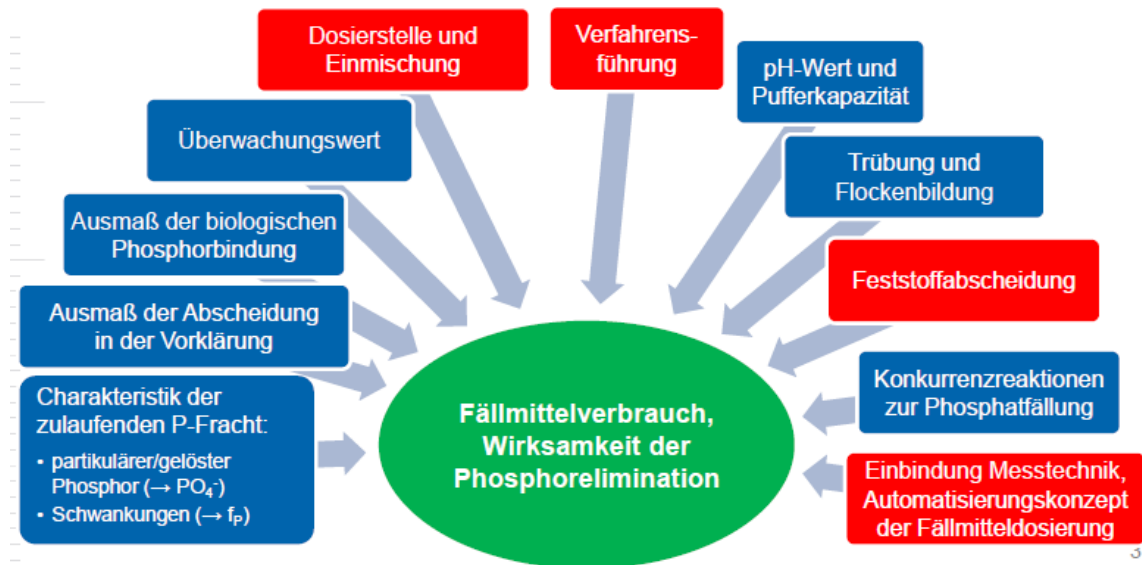 Dosierstelle und
Einmischung
Verfahrens-
führung
pH-Wert und
Pufferkapazität
Überwachungswert
Trübung und
Flockenbildung
Ausmaß der biologischen
Phosphorbindung
Feststoffabscheidung
Ausmaß der Abscheidung
in der Vorklärung
Charakteristik der
zulaufenden P-Fracht:
• partikulärer/gelöster
Phosphor (→ PO₄⁻)
• Schwankungen (→ fₚ)
Fällmittelverbrauch,
Wirksamkeit der
Phosphorelimination
Konkurrenzreaktionen
zur Phosphatfällung
Einbindung Messtechnik,
Automatisierungskonzept
der Fällmitteldosierung
3